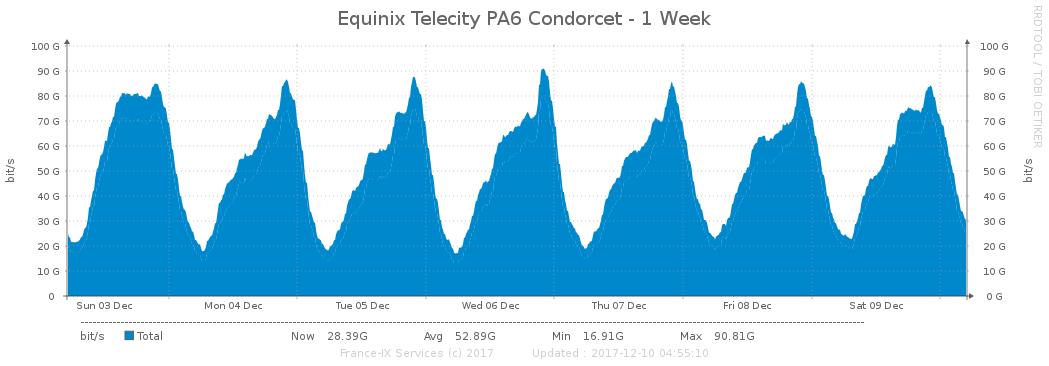 Equinix Telecity PA6 Condorcet - 1 Week
RRDTOOL / TOBI OETIKER
bit/s
100 G
90 G
80 G
70 G
60 G
50 G
40 G
30 G
20 G
10 G
0
100 G
90 G
80 G
70 G
60 G
50 G
40 G
30 G
20 G
10 G
0 G
bit/s
Sun 03 Dec Mon 04 Dec Tue 05 Dec Wed 06 Dec Thu 07 Dec Fri 08 Dec Sat 09 Dec
bit/s Total Now 28.39G Avg 52.89G Min 16.91G Max 90.81G
France-IX Services (c) 2017 Updated : 2017-12-10 04:55:10